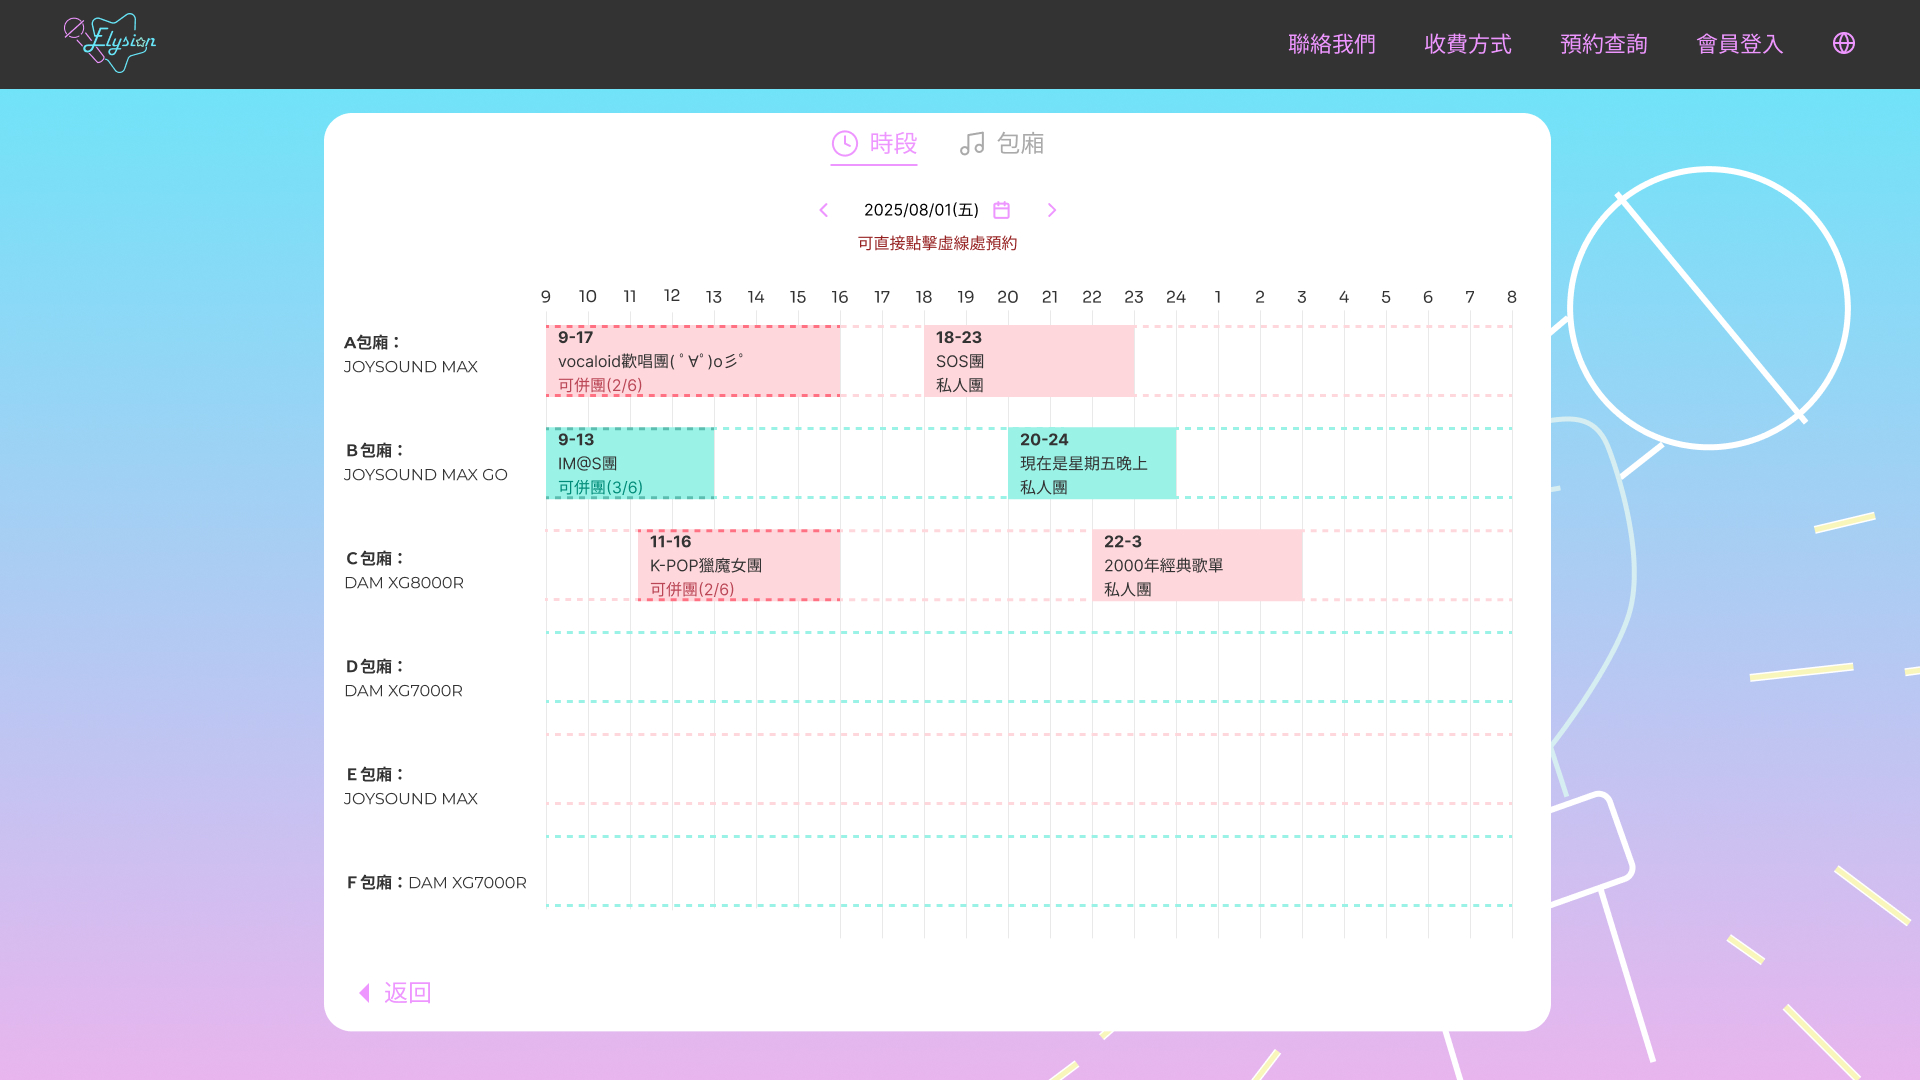 Elysion
聯絡我們
收費方式
預約查詢
會員登入
時段
包廂
2025/08/01(五)
可直接點擊虛線處預約
9 10 11 12 13 14 15 16 17 18 19 20 21 22 23 24 1 2 3 4 5 6 7 8
A包廂：
JOYSOUND MAX
9-17
vocaloid歡唱團( ﾟ∀ﾟ)o彡ﾟ
可併團(2/6)
18-23
SOS團
私人團
B包廂：
JOYSOUND MAX GO
9-13
IM@S團
可併團(3/6)
20-24
現在是星期五晚上
私人團
C包廂：
DAM XG8000R
11-16
K-POP獵魔女團
可併團(2/6)
22-3
2000年經典歌單
私人團
D包廂：
DAM XG7000R
E包廂：
JOYSOUND MAX
F包廂：DAM XG7000R
返回